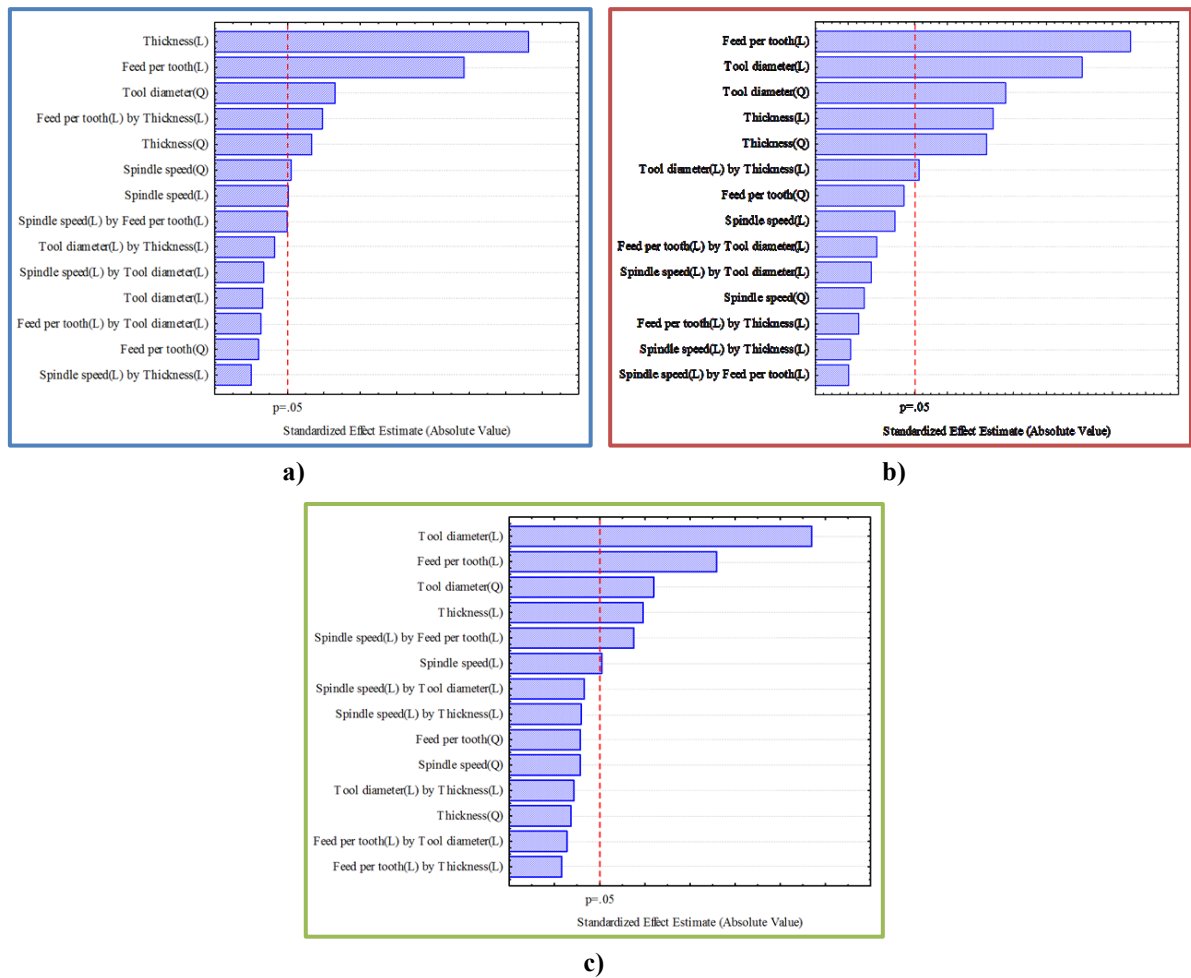 Thickness(L)
Feed per tooth(L)
Tool diameter(Q)
Feed per tooth(L) by Thickness(L)
Thickness(Q)
Spindle speed(Q)
Spindle speed(L)
Spindle speed(L) by Feed per tooth(L)
Tool diameter(L) by Thickness(L)
Spindle speed(L) by Tool diameter(L)
Tool diameter(L)
Feed per tooth(L) by Tool diameter(L)
Feed per tooth(Q)
Spindle speed(L) by Thickness(L)
p=.05
Standardized Effect Estimate (Absolute Value)
a)
Feed per tooth(L)
Tool diameter(L)
Tool diameter(Q)
Thickness(L)
Thickness(Q)
Tool diameter(L) by Thickness(L)
Feed per tooth(Q)
Spindle speed(L)
Feed per tooth(L) by Tool diameter(L)
Spindle speed(L) by Tool diameter(L)
Spindle speed(Q)
Feed per tooth(L) by Thickness(L)
Spindle speed(L) by Thickness(L)
Spindle speed(L) by Feed per tooth(L)
p=.05
Standardized Effect Estimate (Absolute Value)
b)
Tool diameter(L)
Feed per tooth(L)
Tool diameter(Q)
Thickness(L)
Spindle speed(L) by Feed per tooth(L)
Spindle speed(L)
Spindle speed(L) by Tool diameter(L)
Spindle speed(L) by Thickness(L)
Feed per tooth(Q)
Spindle speed(Q)
Tool diameter(L) by Thickness(L)
Thickness(Q)
Feed per tooth(L) by Tool diameter(L)
Feed per tooth(L) by Thickness(L)
p=.05
Standardized Effect Estimate (Absolute Value)
c)